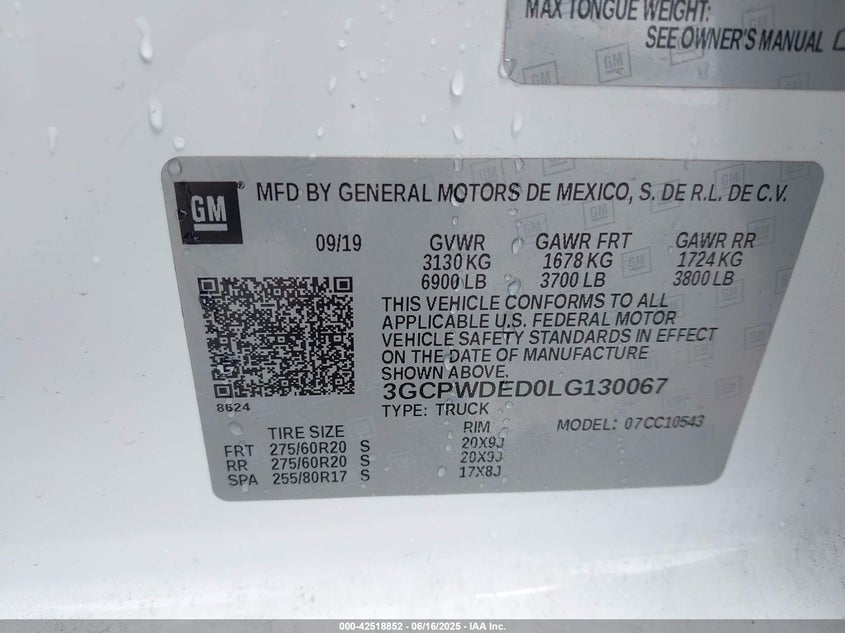 MAX TONGUE WEIGHT:
SEE OWNER'S MANUAL
GM
® MFD BY GENERAL MOTORS DE MEXICO, S. DE R.L. DE C.V.
09/19 GVWR GAWR FRT GAWR RR
3130 KG 1678 KG 1724 KG
6900 LB 3700 LB 3800 LB
THIS VEHICLE CONFORMS TO ALL
APPLICABLE U.S. FEDERAL MOTOR
VEHICLE SAFETY STANDARDS IN EFFECT
ON THE DATE OF MANUFACTURE
SHOWN ABOVE.
3GCPWDED0LG130067
8624
TYPE: TRUCK
MODEL: 07CC10543
TIRE SIZE RIM
FRT 275/60R20 S 20X9J
RR 275/60R20 S 20X9J
SPA 255/80R17 S 17X8J
000-42518852 - 06/16/2025 - IAA Inc.